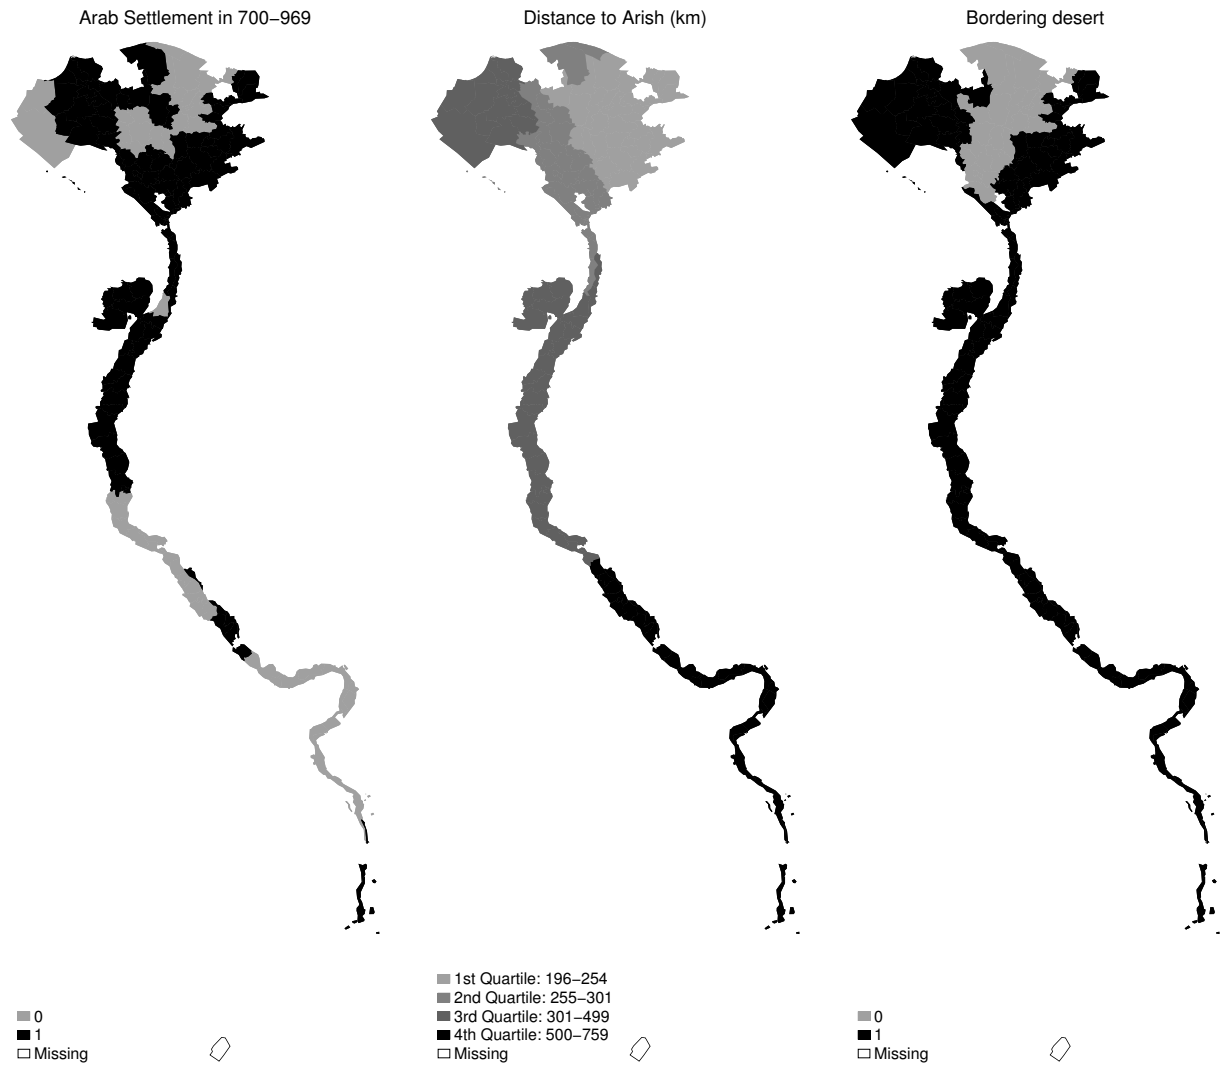 Arab Settlement in 700−969
Distance to Arish (km)
Bordering desert
0
1
Missing
1st Quartile: 196−254
2nd Quartile: 255−301
3rd Quartile: 301−499
4th Quartile: 500−759
Missing
0
1
Missing